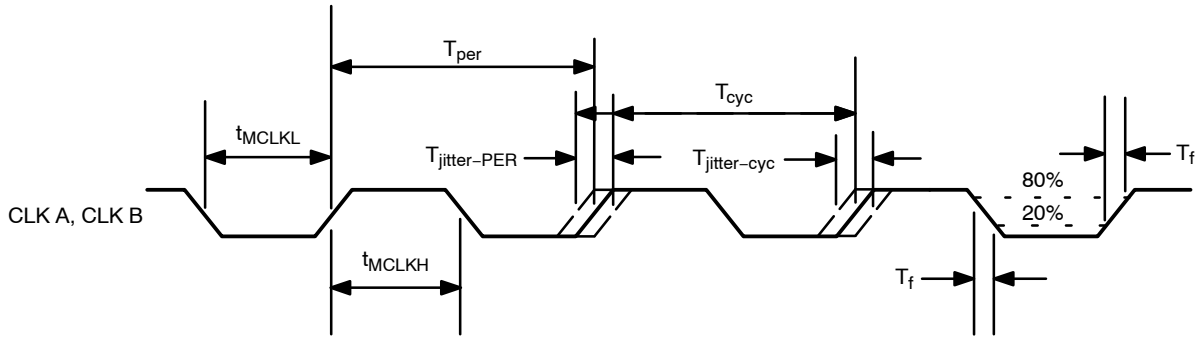 T_per
T_cyc
t_MCLKL
T_jitter–PER
T_jitter–cyc
T_f
80%
CLK A, CLK B
20%
t_MCLKH
T_f